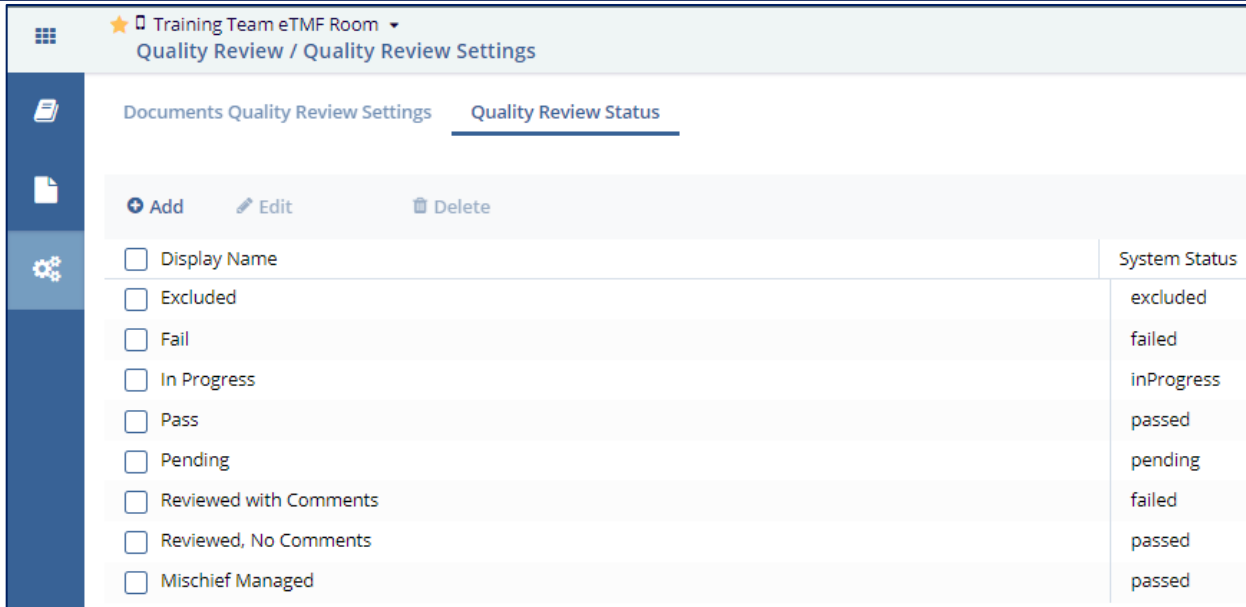 Training Team eTMF Room
Quality Review / Quality Review Settings
Documents Quality Review Settings Quality Review Status
Add Edit Delete
Display Name System Status
Excluded excluded
Fail failed
In Progress inProgress
Pass passed
Pending pending
Reviewed with Comments failed
Reviewed, No Comments passed
Mischief Managed passed